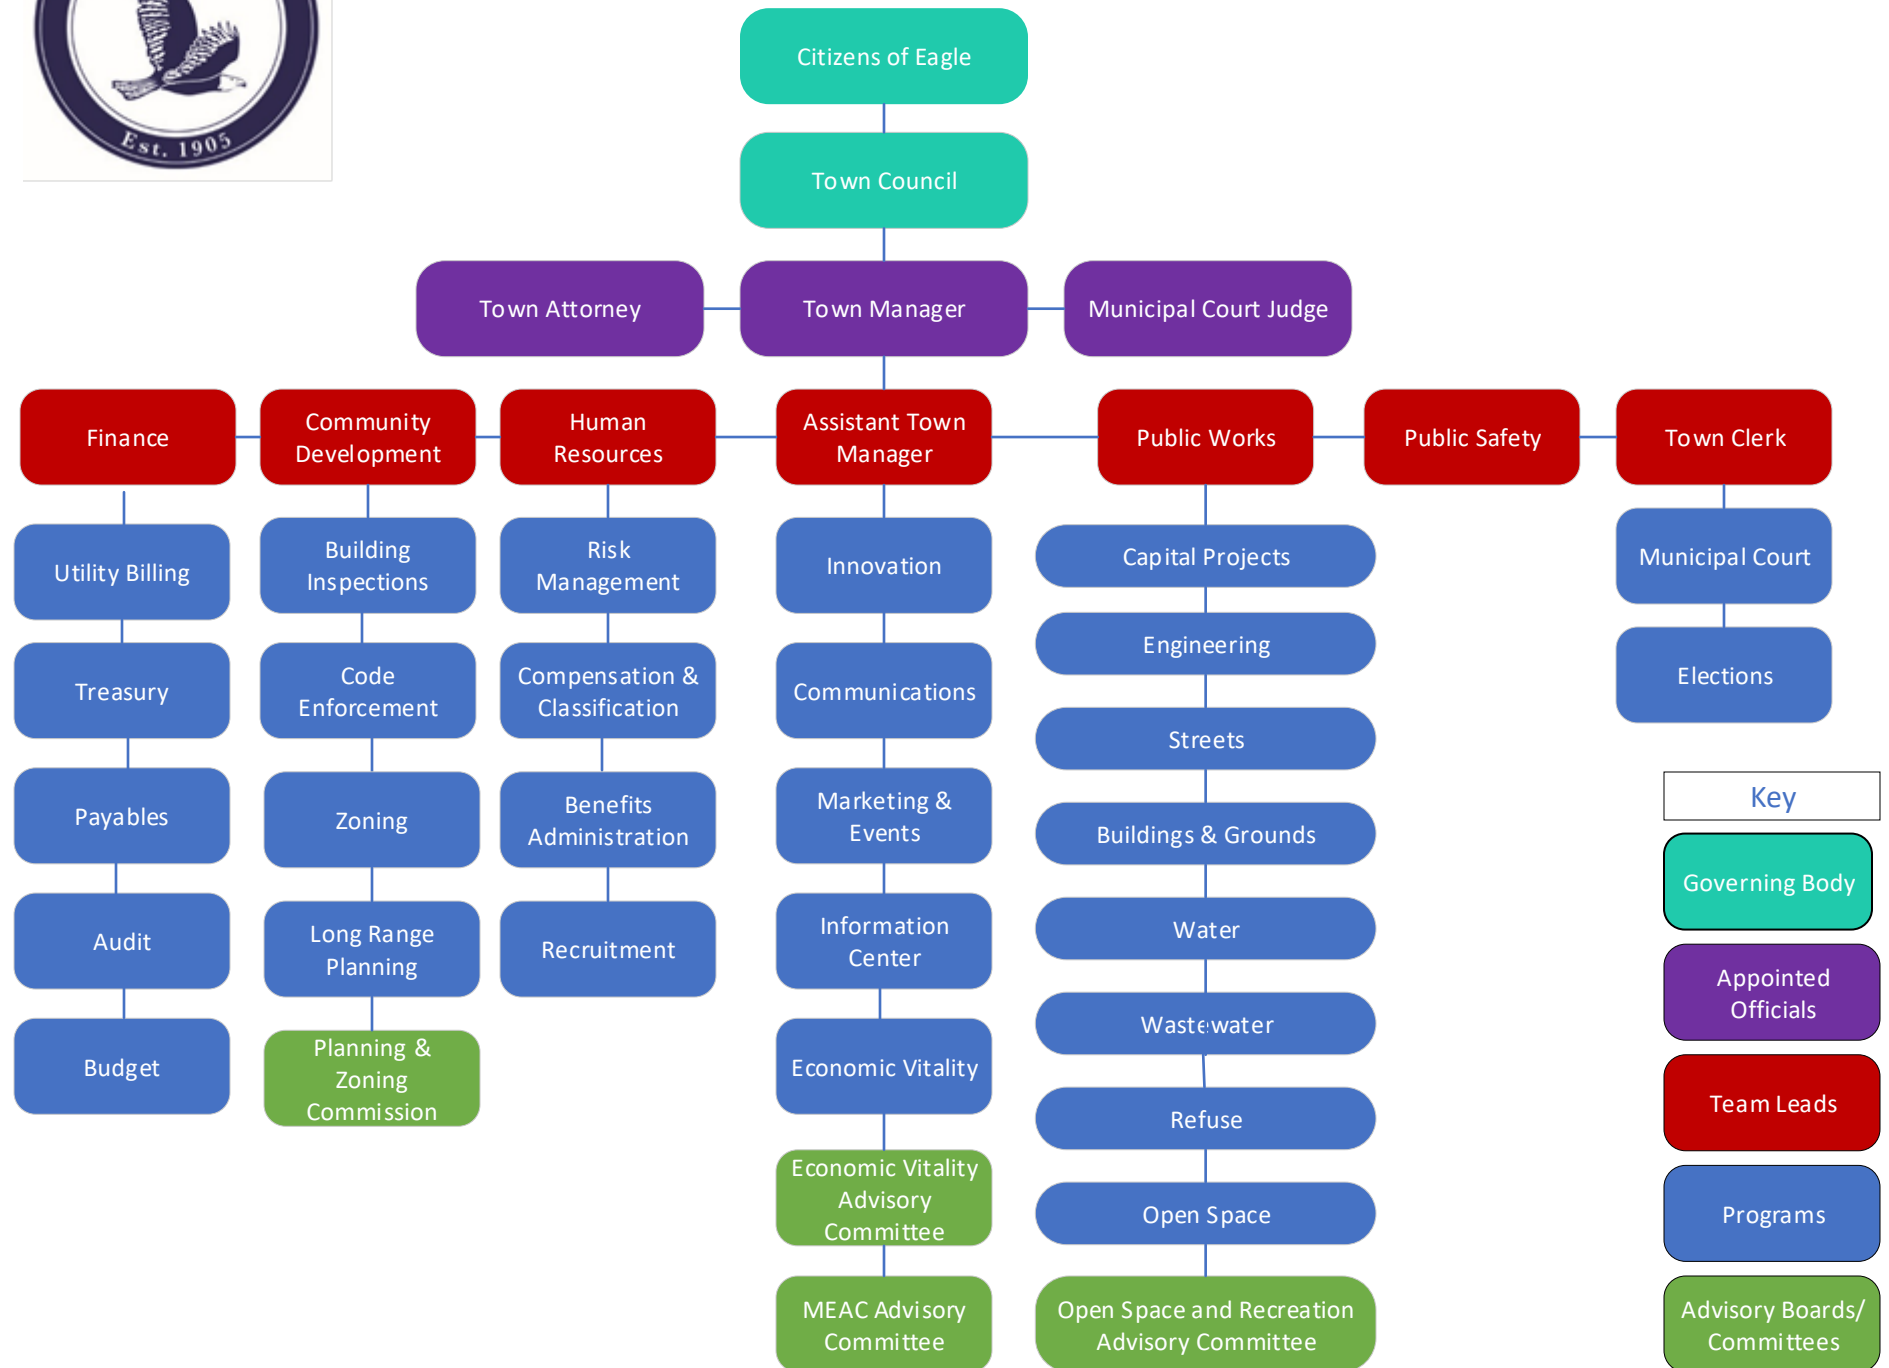 Est. 1905
Citizens of Eagle
Town Council
Town Attorney
Town Manager
Municipal Court Judge
Finance
Community
Development
Human
Resources
Assistant Town
Manager
Public Works
Public Safety
Town Clerk
Utility Billing
Treasury
Payables
Audit
Budget
Building
Inspections
Code
Enforcement
Zoning
Long Range
Planning
Planning &
Zoning
Commission
Risk
Management
Compensation &
Classification
Benefits
Administration
Recruitment
Innovation
Communications
Marketing &
Events
Information
Center
Economic Vitality
Economic Vitality
Advisory
Committee
MEAC Advisory
Committee
Capital Projects
Engineering
Streets
Buildings & Grounds
Water
Wastewater
Refuse
Open Space
Open Space and Recreation
Advisory Committee
Municipal Court
Elections
Key
Governing Body
Appointed
Officials
Team Leads
Programs
Advisory Boards/
Committees